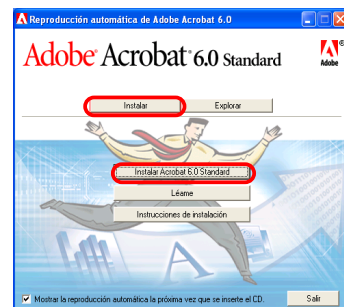 Reproducción automática de Adobe Acrobat 6.0
Adobe® Acrobat® 6.0 Standard
Adobe
Instalar
Explorar
Instalar Acrobat 6.0 Standard
Léame
Instrucciones de instalación
A
Mostrar la reproducción automática la próxima vez que se inserte el CD.
Salir